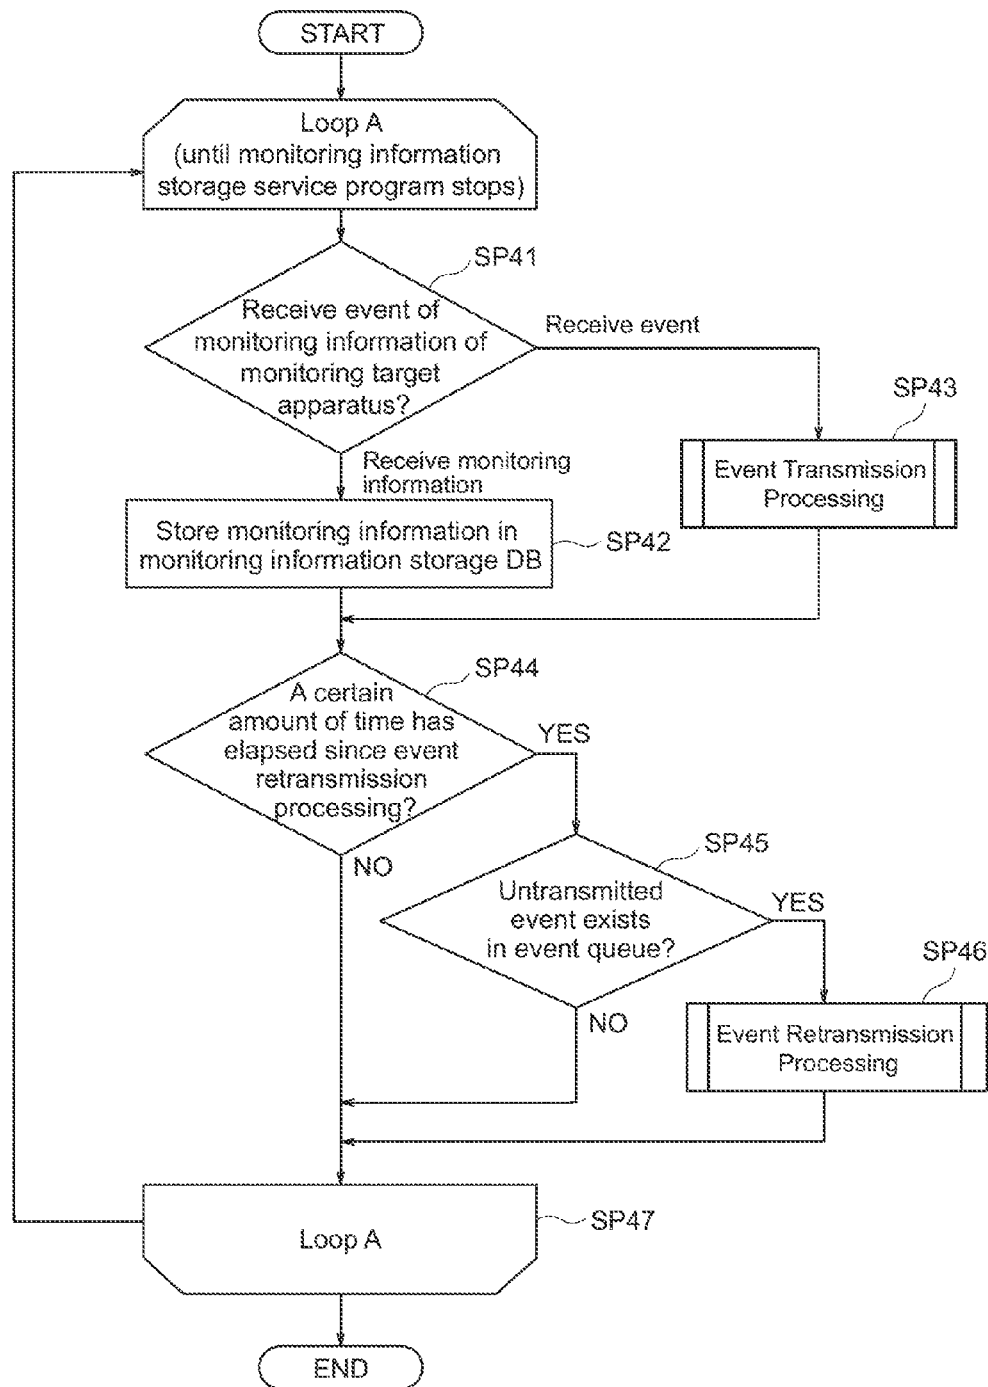 START
Loop A
(until monitoring information
storage service program stops)
SP41
Receive event of
monitoring information of
monitoring target
apparatus?
Receive event
SP43
Event Transmission
Processing
Receive monitoring
information
Store monitoring information in
monitoring information storage DB
SP42
SP44
A certain
amount of time has
elapsed since event
retransmission
processing?
YES
NO
SP45
Untransmitted
event exists
in event queue?
YES
NO
SP46
Event Retransmission
Processing
Loop A
SP47
END